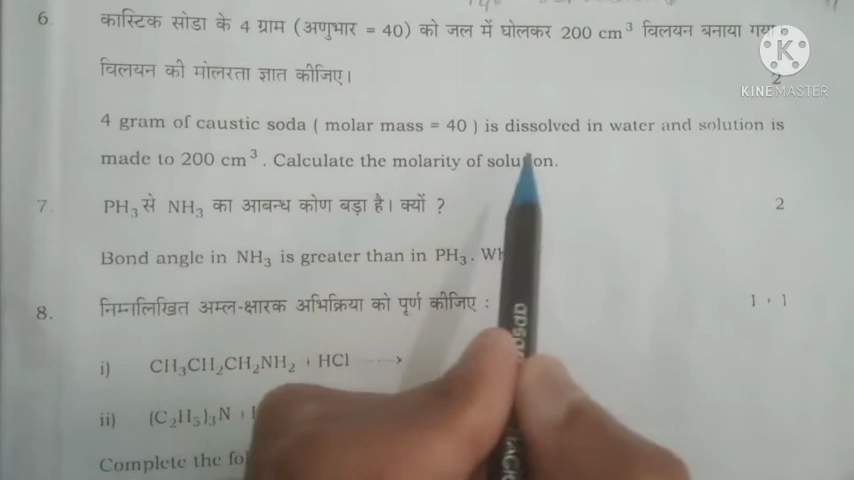 6. कास्टिक सोडा के 4 ग्राम (अणुभार = 40) को जल में घोलकर 200 cm³ विलयन बनाया गया
विलयन की मोलरता ज्ञात कीजिए। 2
KINEMASTER
4 gram of caustic soda ( molar mass = 40 ) is dissolved in water and solution is
made to 200 cm³. Calculate the molarity of solution.
7. PH₃ से NH₃ का आबन्ध कोण बड़ा है। क्यों ? 2
Bond angle in NH₃ is greater than in PH₃.
8. निम्नलिखित अम्ल-क्षारक अभिक्रिया को पूर्ण कीजिए : 1 + 1
i) CH₃CH₂CH₂NH₂ + HCl ⟶
ii) (C₂H₅)₃N +
Complete the